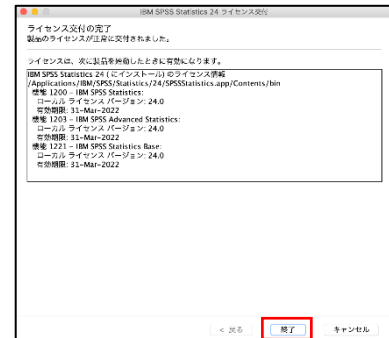 IBM SPSS Statistics 24 ライセンス交付
ライセンス交付の完了
製品のライセンスが正常に交付されました。
ライセンスは、次に製品を始動したときに有効になります。
IBM SPSS Statistics 24 ( にインストール) のライセンス情報
/Applications/IBM/SPSS/Statistics/24/SPSSStatistics.app/Contents/bin
機能 1200 - IBM SPSS Statistics:
ローカル ライセンス バージョン: 24.0
有効期限: 31-Mar-2022
機能 1203 - IBM SPSS Advanced Statistics:
ローカル ライセンス バージョン: 24.0
有効期限: 31-Mar-2022
機能 1221 - IBM SPSS Statistics Base:
ローカル ライセンス バージョン: 24.0
有効期限: 31-Mar-2022
< 戻る 終了 キャンセル